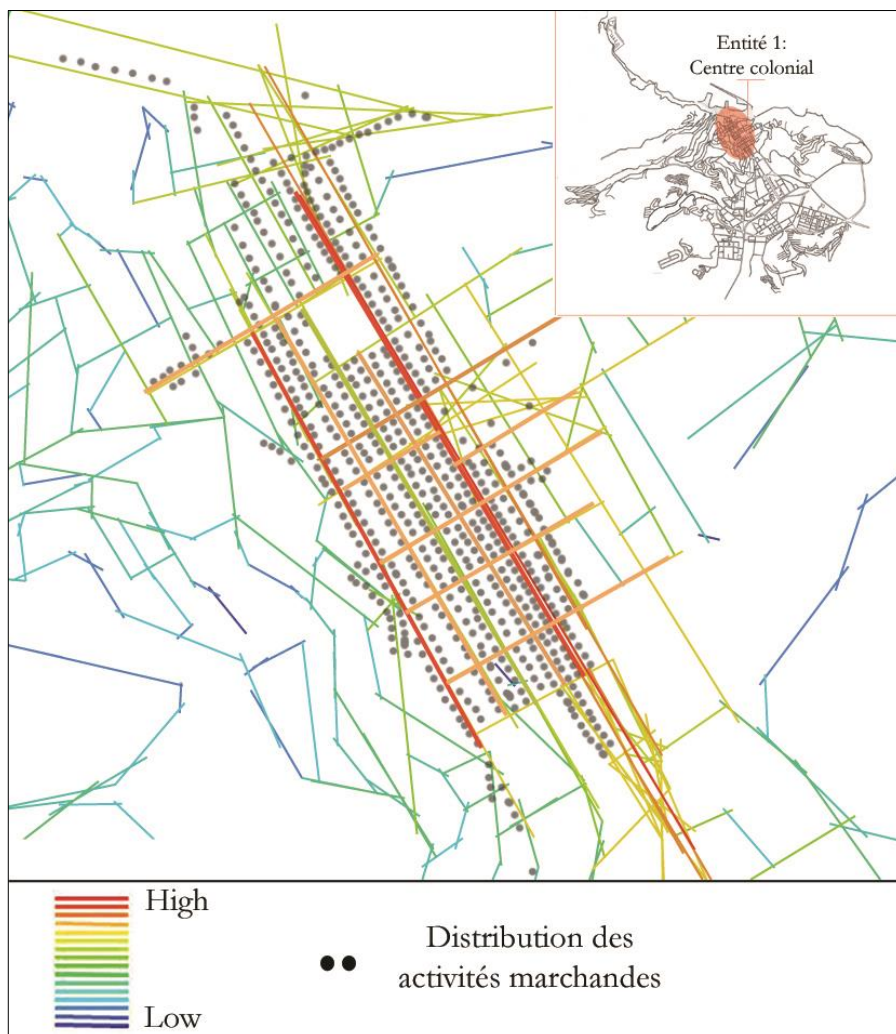 Entité 1:
Centre colonial
High
Low
Distribution des
activités marchandes